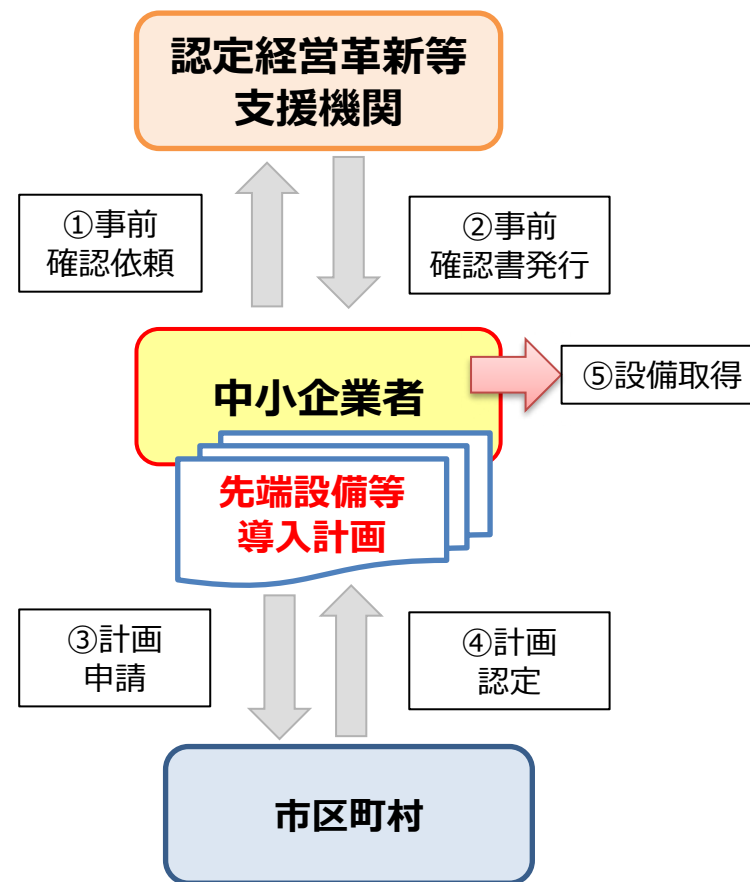 認定経営革新等
支援機関
①事前
確認依頼
②事前
確認書発行
中小企業者
⑤設備取得
先端設備等
導入計画
③計画
申請
④計画
認定
市区町村